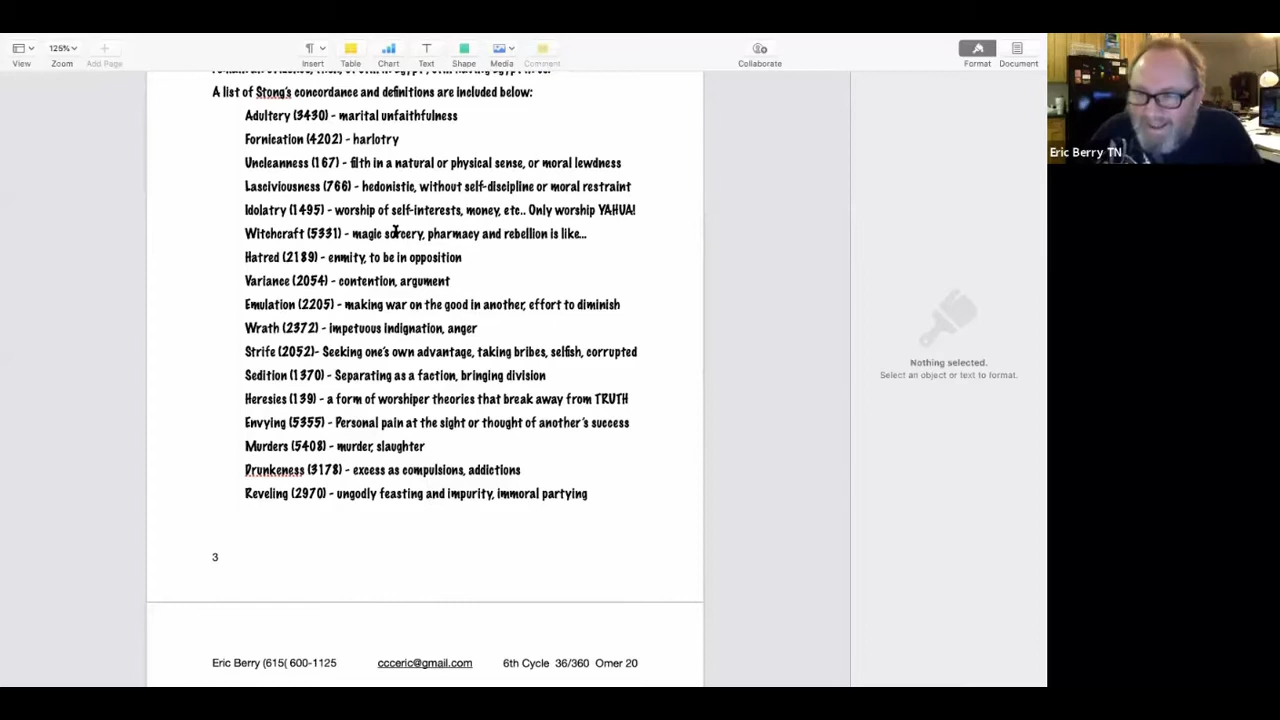 125%
View
Zoom
Add Page
Insert
Table
Chart
Text
Shape
Media
Comment
Collaborate
Format
Document
A list of Stong's concordance and definitions are included below:
Adultery (3430) - marital unfaithfulness
Fornication (4202) - harlotry
Uncleanness (167) - filth in a natural or physical sense, or moral lewdness
Lasciviousness (766) - hedonistic, without self-discipline or moral restraint
Idolatry (1495) - worship of self-interests, money, etc.. Only worship YAHUA!
Witchcraft (5331) - magic sorcery, pharmacy and rebellion is like...
Hatred (2189) - enmity, to be in opposition
Variance (2054) - contention, argument
Emulation (2205) - making war on the good in another, effort to diminish
Wrath (2372) - impetuous indignation, anger
Strife (2052)- Seeking one's own advantage, taking bribes, selfish, corrupted
Sedition (1370) - Separating as a faction, bringing division
Heresies (139) - a form of worshiper theories that break away from TRUTH
Envying (5355) - Personal pain at the sight or thought of another's success
Murders (5408) - murder, slaughter
Drunkeness (3178) - excess as compulsions, addictions
Reveling (2970) - ungodly feasting and impurity, immoral partying
3
Eric Berry (615( 600-1125 ccceric@gmail.com 6th Cycle 36/360 Omer 20
Nothing selected.
Select an object or text to format.
Eric Berry TN